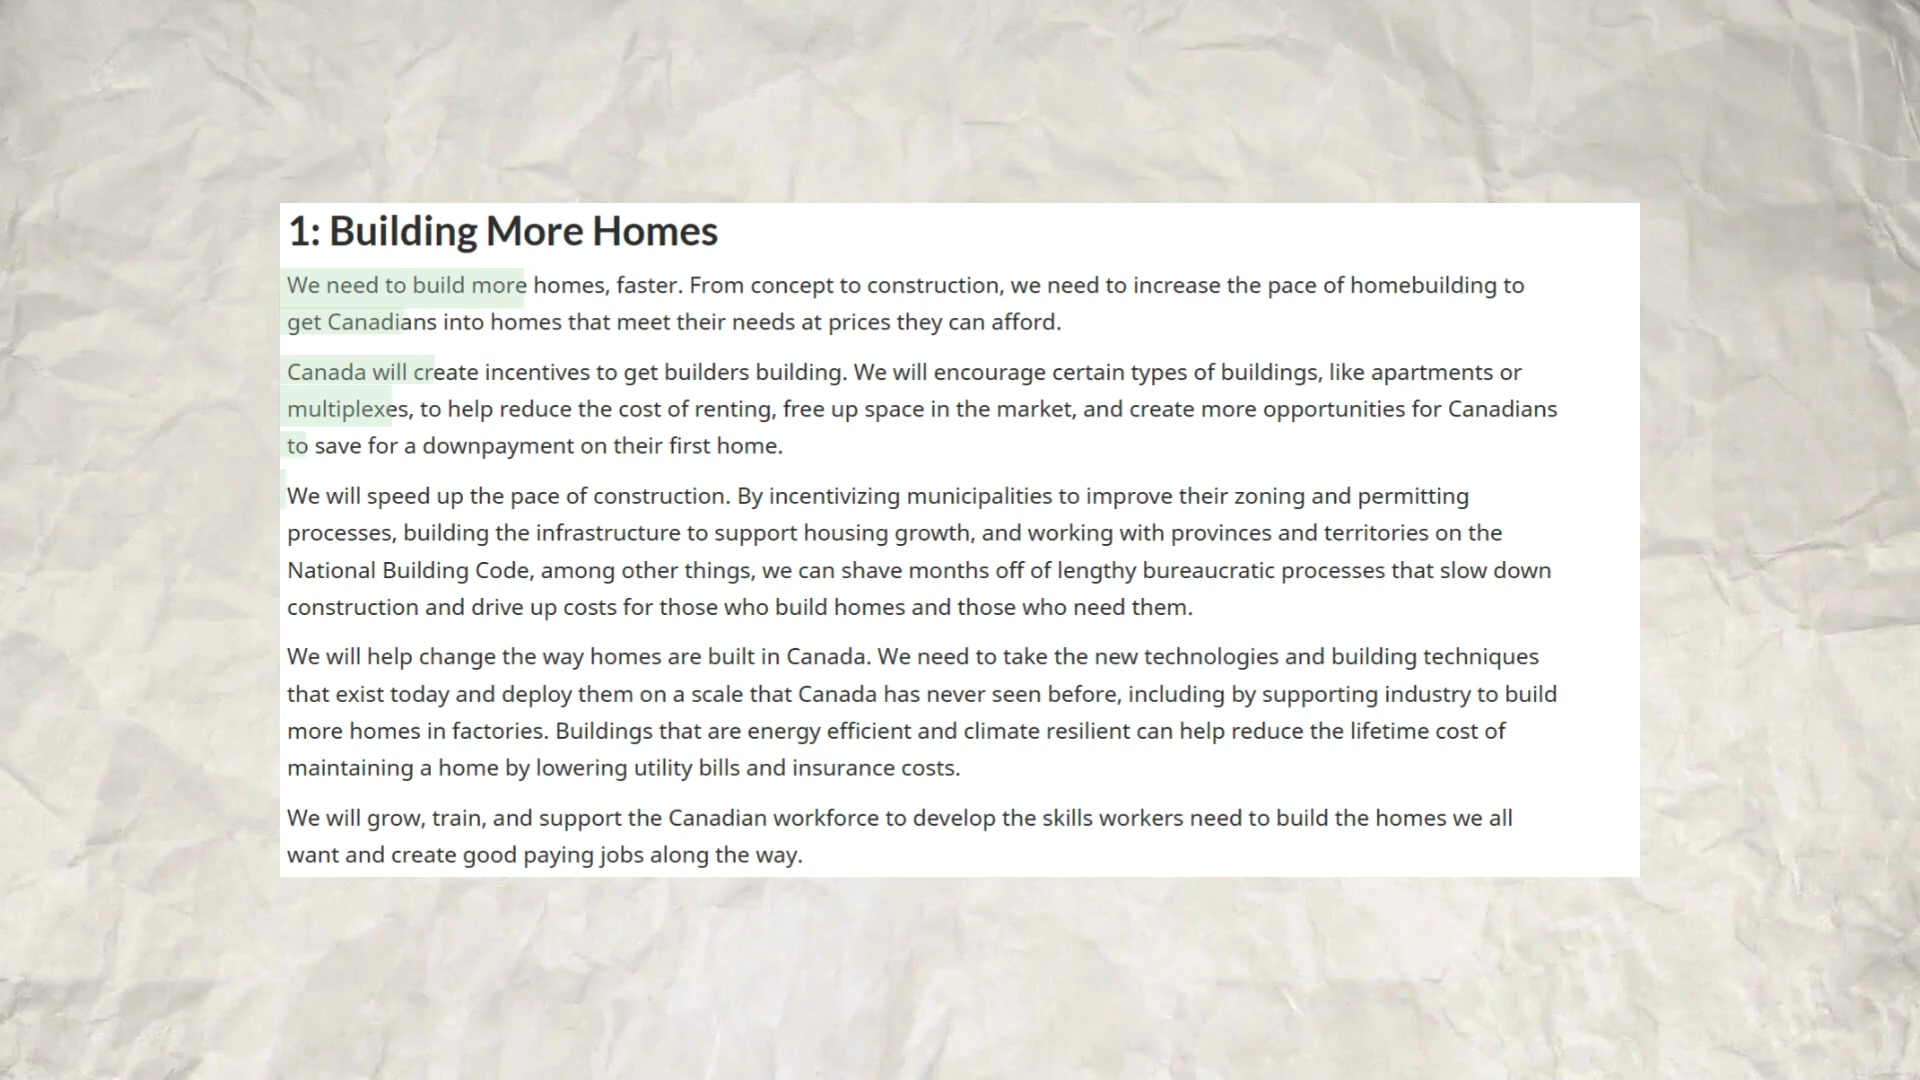 1: Building More Homes
We need to build more homes, faster. From concept to construction, we need to increase the pace of homebuilding to
get Canadians into homes that meet their needs at prices they can afford.
Canada will create incentives to get builders building. We will encourage certain types of buildings, like apartments or
multiplexes, to help reduce the cost of renting, free up space in the market, and create more opportunities for Canadians
to save for a downpayment on their first home.
We will speed up the pace of construction. By incentivizing municipalities to improve their zoning and permitting
processes, building the infrastructure to support housing growth, and working with provinces and territories on the
National Building Code, among other things, we can shave months off of lengthy bureaucratic processes that slow down
construction and drive up costs for those who build homes and those who need them.
We will help change the way homes are built in Canada. We need to take the new technologies and building techniques
that exist today and deploy them on a scale that Canada has never seen before, including by supporting industry to build
more homes in factories. Buildings that are energy efficient and climate resilient can help reduce the lifetime cost of
maintaining a home by lowering utility bills and insurance costs.
We will grow, train, and support the Canadian workforce to develop the skills workers need to build the homes we all
want and create good paying jobs along the way.